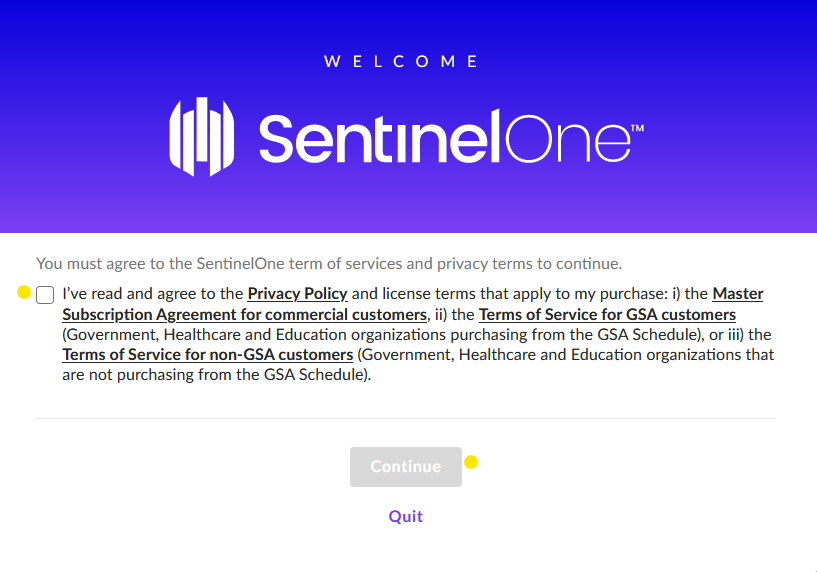 WELCOME
SentinelOne™
You must agree to the SentinelOne term of services and privacy terms to continue.
I've read and agree to the Privacy Policy and license terms that apply to my purchase: i) the Master
Subscription Agreement for commercial customers, ii) the Terms of Service for GSA customers
(Government, Healthcare and Education organizations purchasing from the GSA Schedule), or iii) the
Terms of Service for non-GSA customers (Government, Healthcare and Education organizations that
are not purchasing from the GSA Schedule).
Continue
Quit